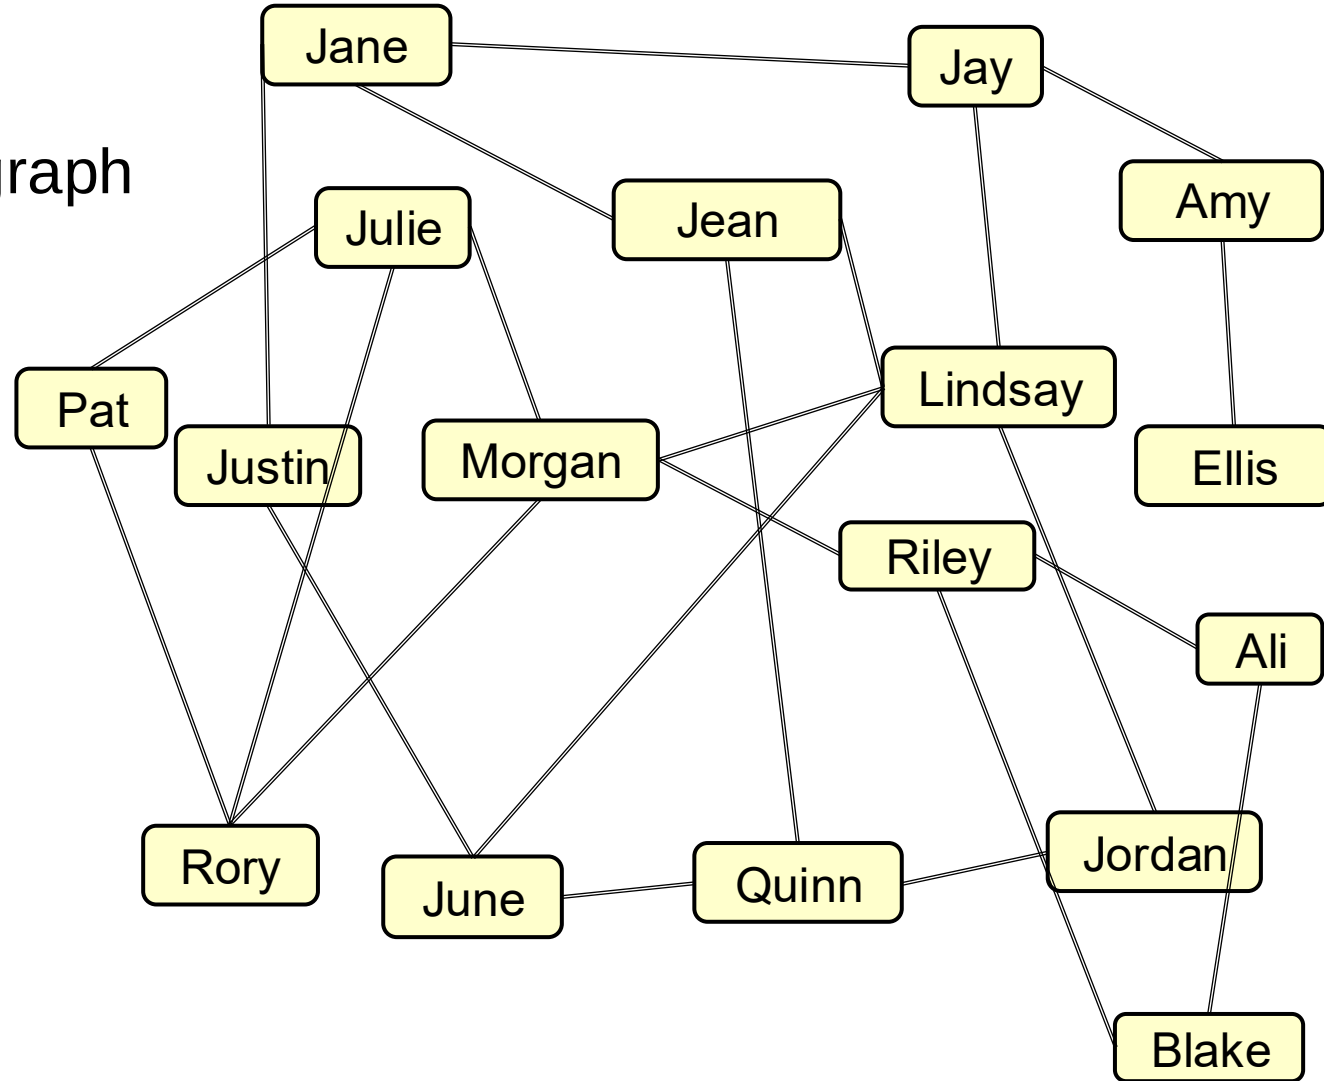 Jane
Jay
raph
Amy
Jean
Julie
Lindsay
Pat
Morgan
Justin
Ellis
Riley
Ali
Jordan
Rory
Quinn
June
Blake